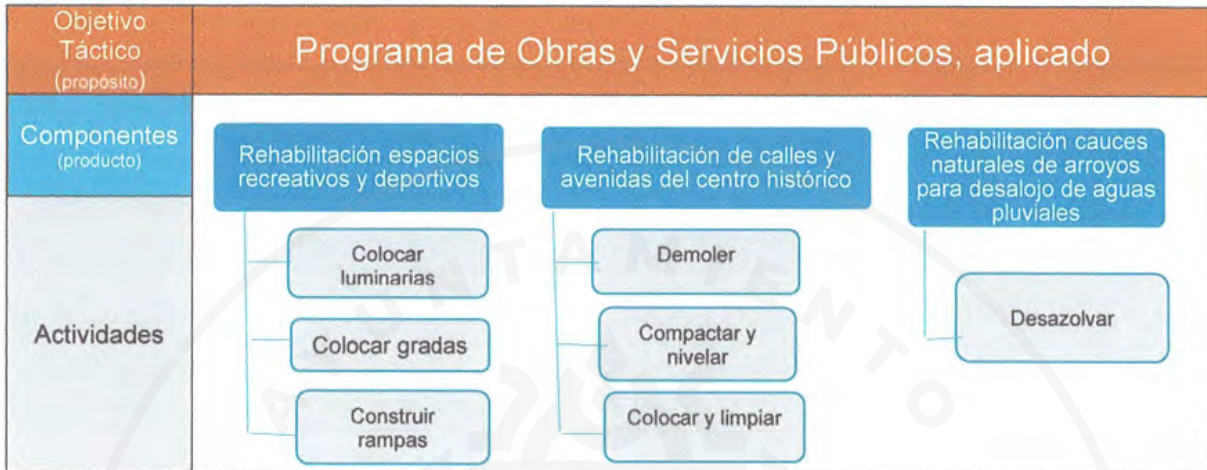 Objetivo
Táctico
(propósito)
Programa de Obras y Servicios Públicos, aplicado
Componentes
(producto)
Rehabilitación espacios
recreativos y deportivos
Rehabilitación de calles y
avenidas del centro histórico
Rehabilitación cauces
naturales de arroyos
para desalojo de aguas
pluviales
Actividades
Colocar
luminarias
Colocar gradas
Construir
rampas
Demoler
Compactar y
nivelar
Colocar y limpiar
Desazolvar
AYUNTAMIENTO